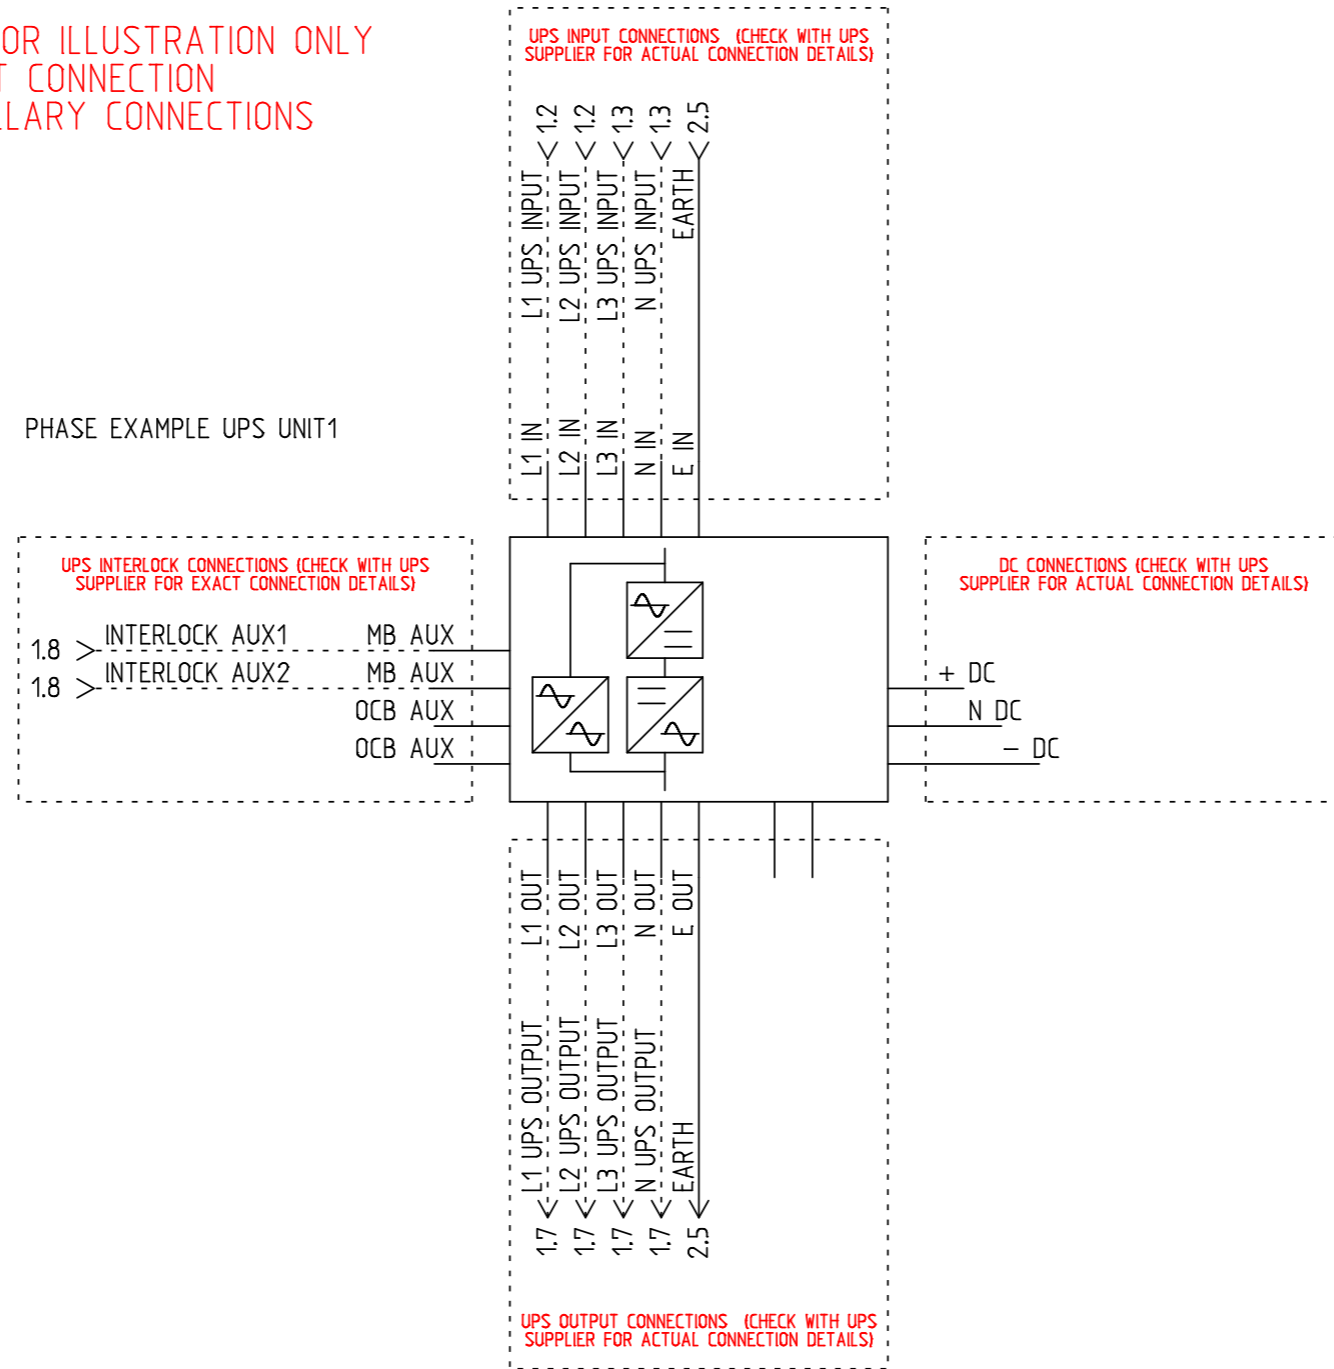 OR ILLUSTRATION ONLY
T CONNECTION
LLARY CONNECTIONS
UPS INPUT CONNECTIONS (CHECK WITH UPS
SUPPLIER FOR ACTUAL CONNECTION DETAILS)
1.2
1.2
1.3
1.3
2.5
L1 UPS INPUT
L2 UPS INPUT
L3 UPS INPUT
N UPS INPUT
EARTH
L1 IN
L2 IN
L3 IN
N IN
E IN
PHASE EXAMPLE UPS UNIT1
UPS INTERLOCK CONNECTIONS (CHECK WITH UPS
SUPPLIER FOR EXACT CONNECTION DETAILS)
1.8 INTERLOCK AUX1 MB AUX
1.8 INTERLOCK AUX2 MB AUX
OCB AUX
OCB AUX
DC CONNECTIONS (CHECK WITH UPS
SUPPLIER FOR ACTUAL CONNECTION DETAILS)
+ DC
N DC
- DC
L1 OUT
L2 OUT
L3 OUT
N OUT
E OUT
L1 UPS OUTPUT
L2 UPS OUTPUT
L3 UPS OUTPUT
N UPS OUTPUT
EARTH
1.7
1.7
1.7
1.7
2.5
UPS OUTPUT CONNECTIONS (CHECK WITH UPS
SUPPLIER FOR ACTUAL CONNECTION DETAILS)